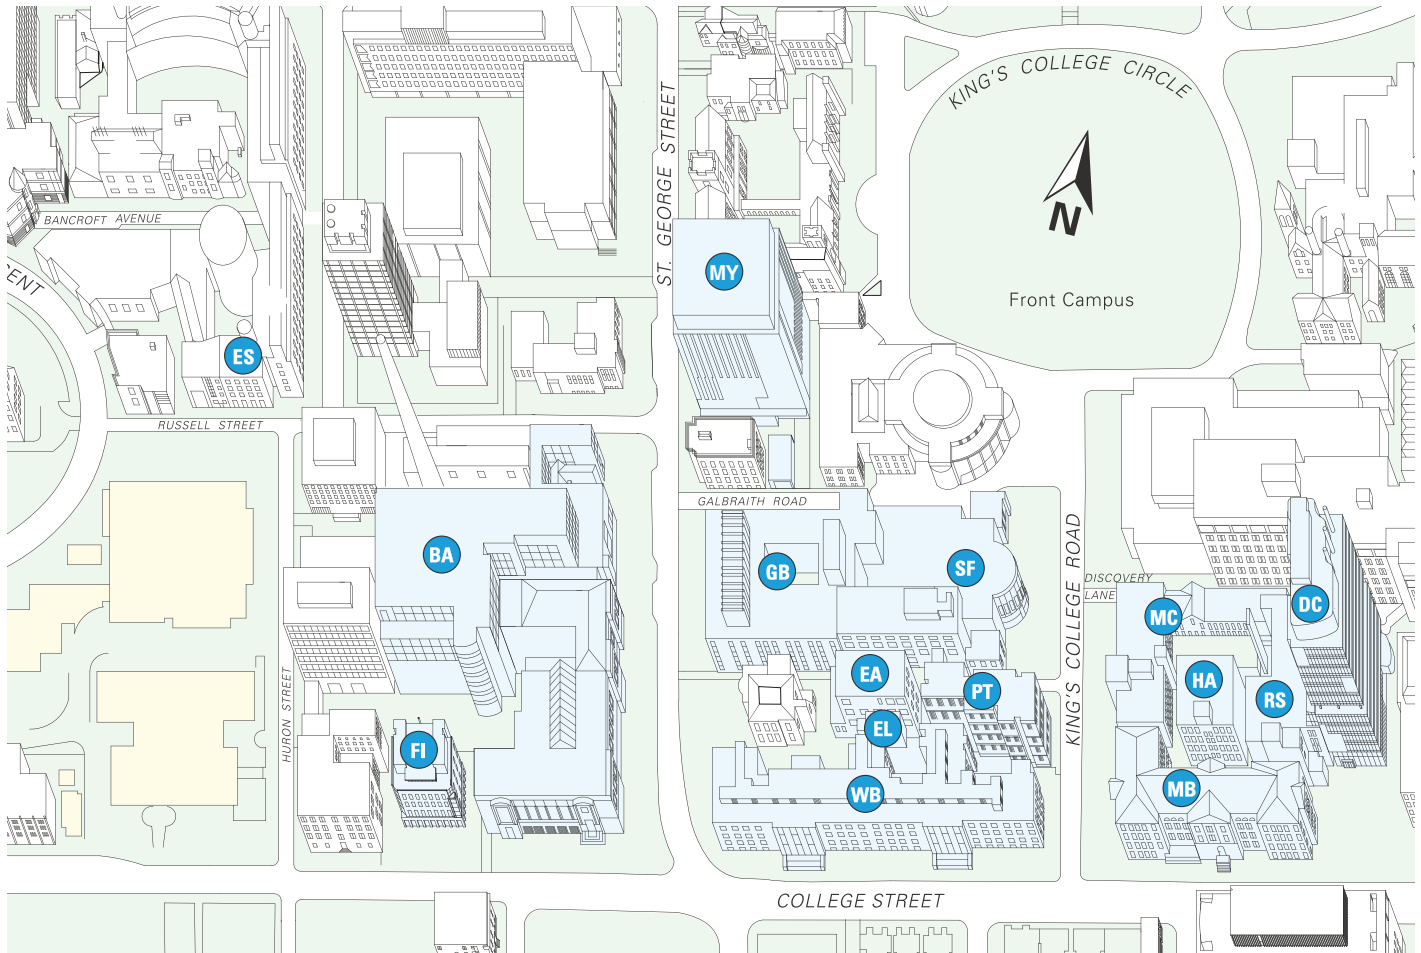 KING'S COLLEGE CIRCLE
ST. GEORGE STREET
N
BANCROFT AVENUE
CENT
MY
Front Campus
ES
RUSSELL STREET
GALBRAITH ROAD
BA
GB
SF
KING'S COLLEGE ROAD
DISCOVERY
LANE
MC
DC
EA
PT
HA
RS
HURON STREET
FI
EL
WB
MB
COLLEGE STREET